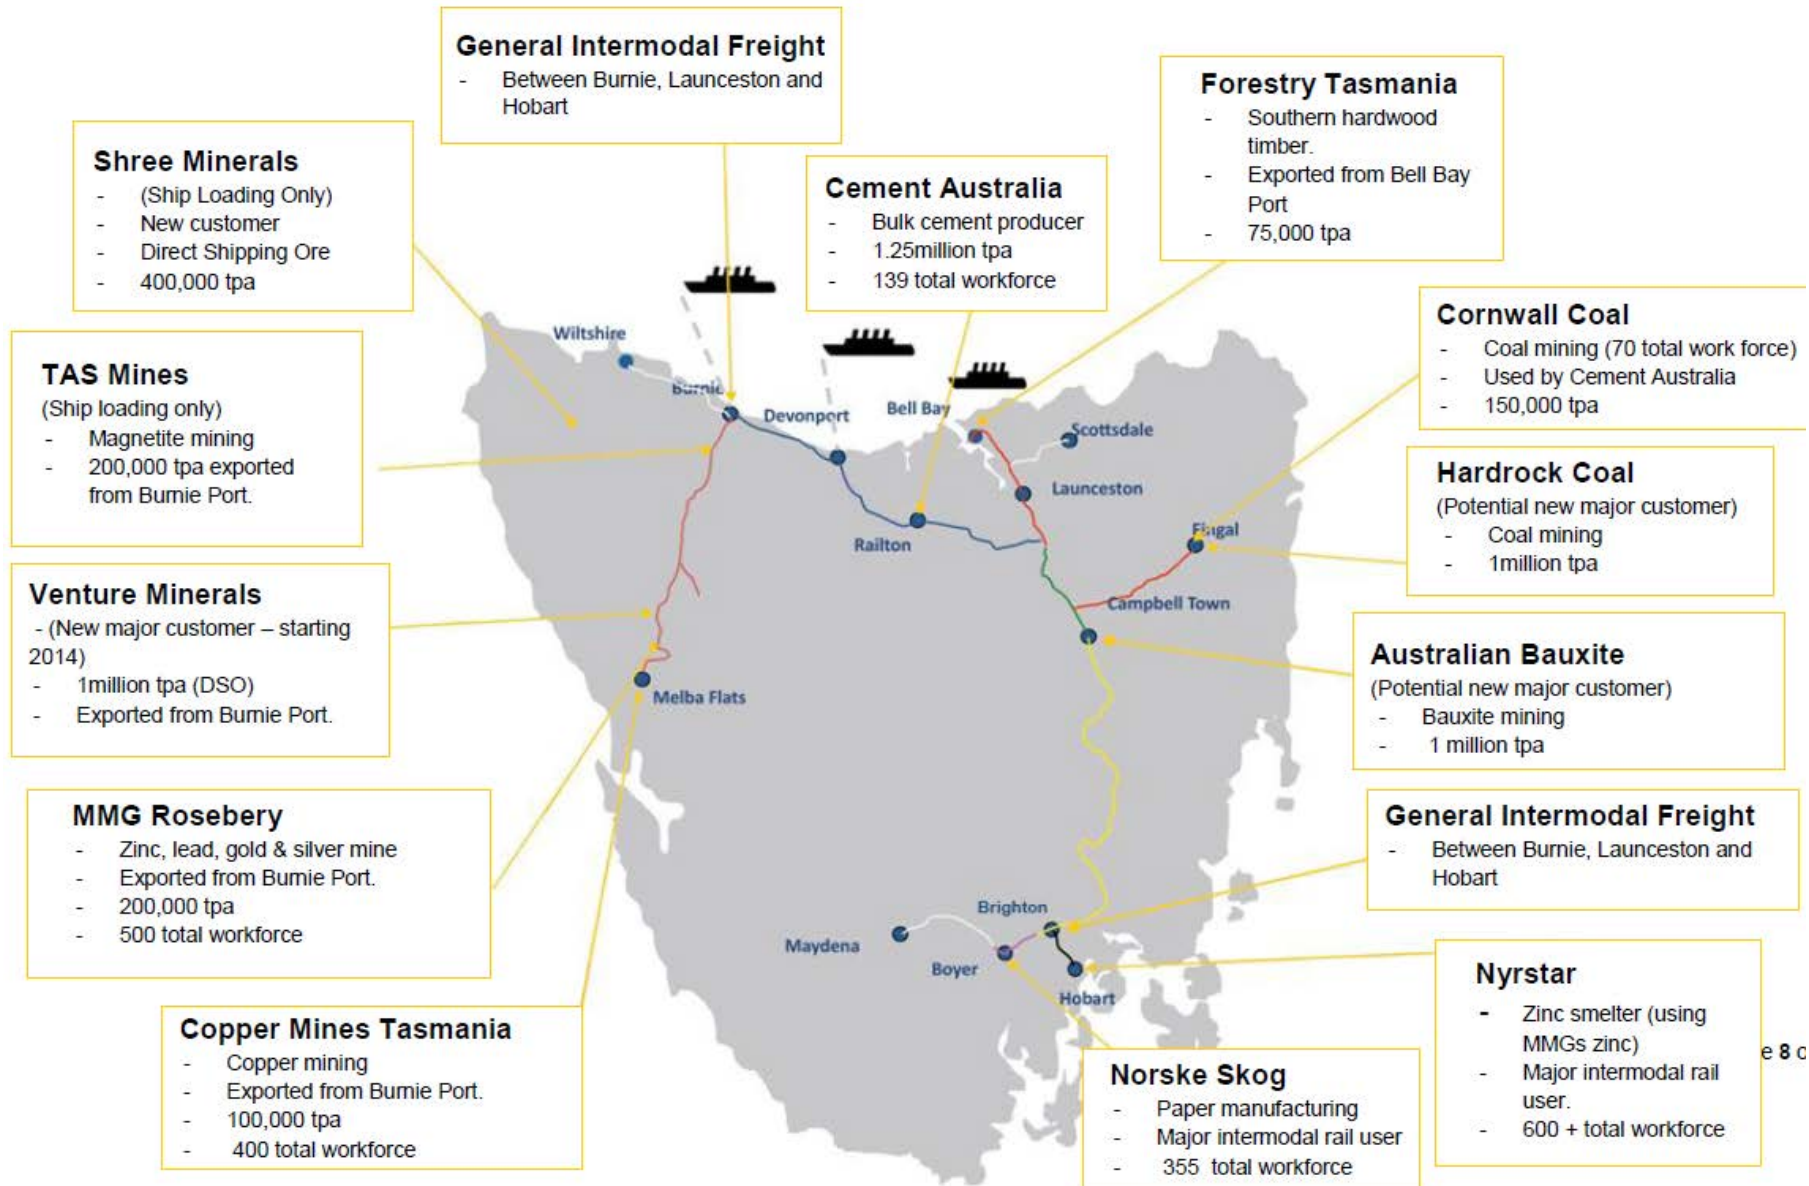 General Intermodal Freight
- Between Burnie, Launceston and
Hobart
Forestry Tasmania
- Southern hardwood
timber.
- Exported from Bell Bay
Port
- 75,000 tpa
Shree Minerals
- (Ship Loading Only)
- New customer
- Direct Shipping Ore
- 400,000 tpa
Cement Australia
- Bulk cement producer
- 1.25million tpa
- 139 total workforce
Cornwall Coal
- Coal mining (70 total work force)
- Used by Cement Australia
- 150,000 tpa
TAS Mines
(Ship loading only)
- Magnetite mining
- 200,000 tpa exported
from Burnie Port.
Hardrock Coal
(Potential new major customer)
- Coal mining
- 1million tpa
Venture Minerals
- (New major customer – starting
2014)
- 1million tpa (DSO)
- Exported from Burnie Port.
Australian Bauxite
(Potential new major customer)
- Bauxite mining
- 1 million tpa
MMG Rosebery
- Zinc, lead, gold & silver mine
- Exported from Burnie Port.
- 200,000 tpa
- 500 total workforce
General Intermodal Freight
- Between Burnie, Launceston and
Hobart
Copper Mines Tasmania
- Copper mining
- Exported from Burnie Port.
- 100,000 tpa
- 400 total workforce
Norske Skog
- Paper manufacturing
- Major intermodal rail user
- 355 total workforce
Nyrstar
- Zinc smelter (using
MMGs zinc)
- Major intermodal rail
user.
- 600 + total workforce
e 8 o
Wiltshire
Burnie
Devonport
Bell Bay
Scottsdale
Launceston
Railton
Fingal
Campbell Town
Melba Flats
Brighton
Maydena
Boyer
Hobart